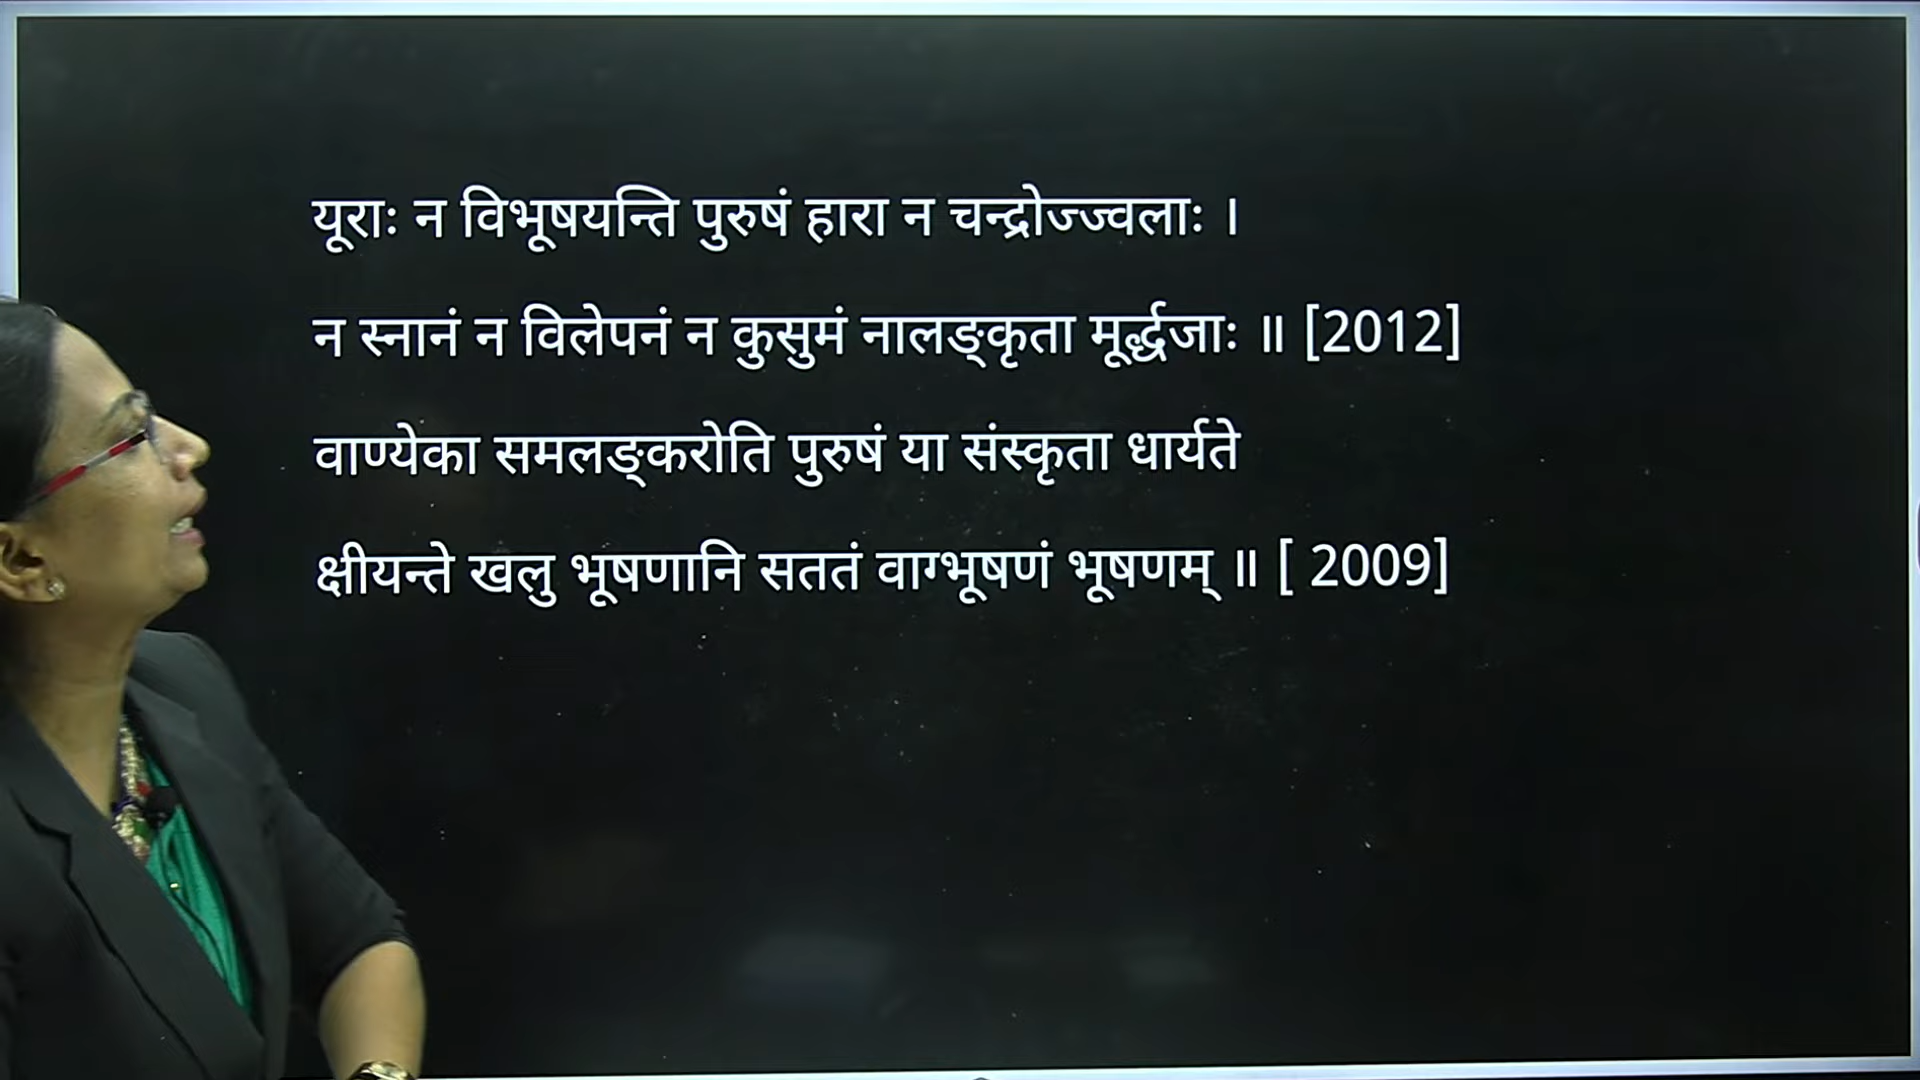 यूराः न विभूषयन्ति पुरुषं हारा न चन्द्रोज्ज्वलाः ।
न स्नानं न विलेपनं न कुसुमं नालङ्कृता मूर्द्धजाः ॥ [2012]
वाण्येका समलङ्करोति पुरुषं या संस्कृता धार्यते
क्षीयन्ते खलु भूषणानि सततं वाग्भूषणं भूषणम् ॥ [ 2009]